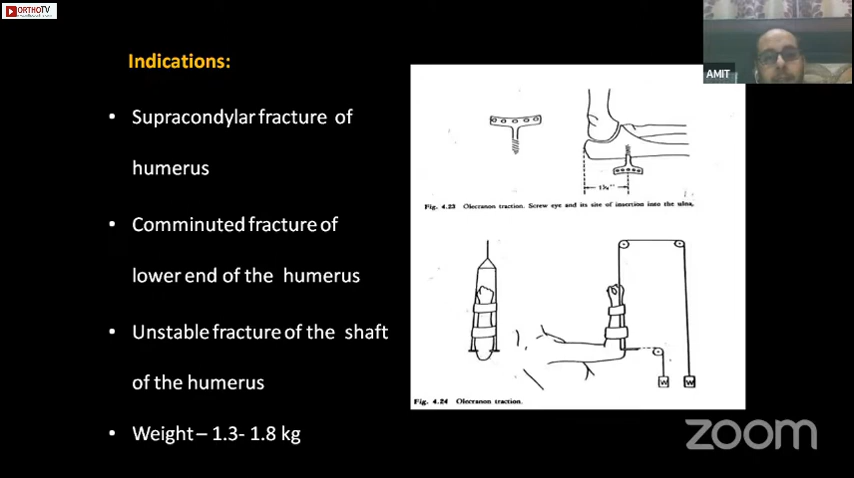 ORTHOTV
AMIT
Indications:
• Supracondylar fracture of
humerus
• Comminuted fracture of
lower end of the humerus
• Unstable fracture of the shaft
of the humerus
• Weight – 1.3- 1.8 kg
Fig. 4.23 Olecranon traction. Screw eye and its site of insertion into the ulna,
W W
Fig. 4.24 Olecranon traction.
zoom